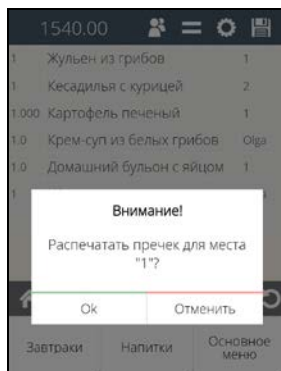 1540.00
1 Жульен из грибов 1
1 Кесадилья с курицей 2
1.000 Картофель печеный 1
1.0 Крем-суп из белых грибов Olga
1.0 Домашний бульон с яйцом 1
1
Внимание!
Распечатать пречек для места
"1"?
Ok Отменить
Завтраки Напитки Основное
меню